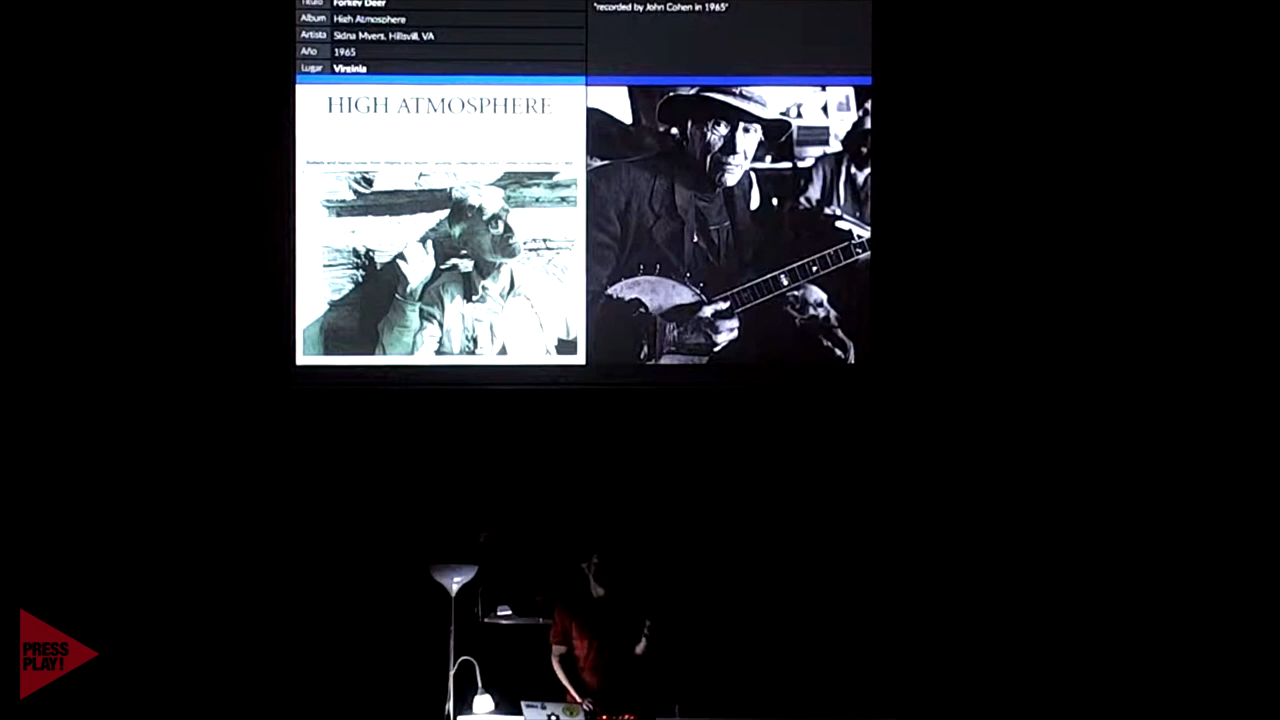 Título Forkey Deer
Album High Atmosphere
Artista Sidna Myers, Hillsvill, VA
Año 1965
Lugar Virginia
"recorded by John Cohen in 1965"
HIGH ATMOSPHERE
PRESS
PLAY!